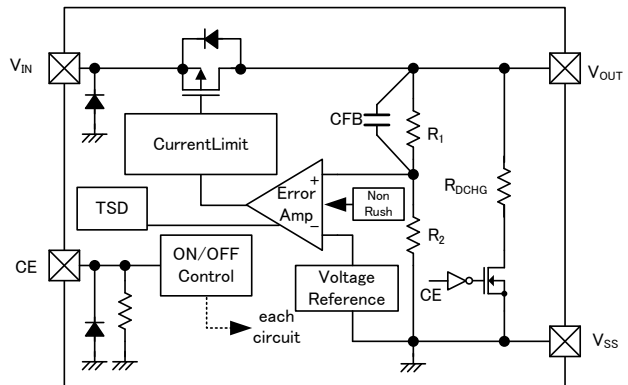 VIN
VOUT
CFB
R1
CurrentLimit
RDCHG
+
Error
Amp
−
Non
Rush
TSD
R2
CE
ON/OFF
Control
Voltage
Reference
CE
each
circuit
VSS